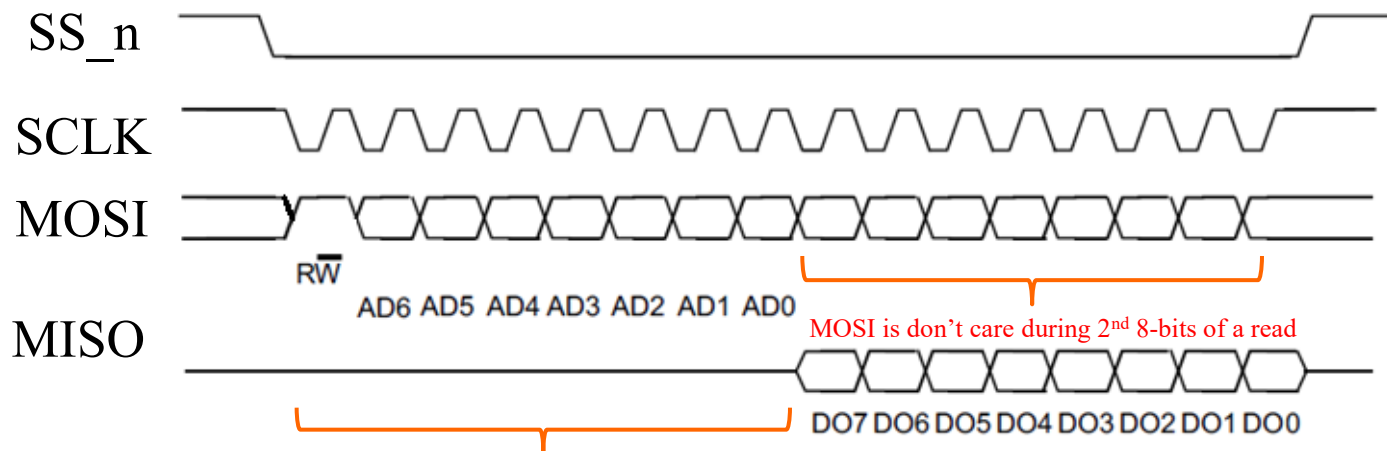 SS_n
SCLK
MOSI
RW̅
AD6 AD5 AD4 AD3 AD2 AD1 AD0
MOSI is don't care during 2nd 8-bits of a read
MISO
DO7 DO6 DO5 DO4 DO3 DO2 DO1 DO0